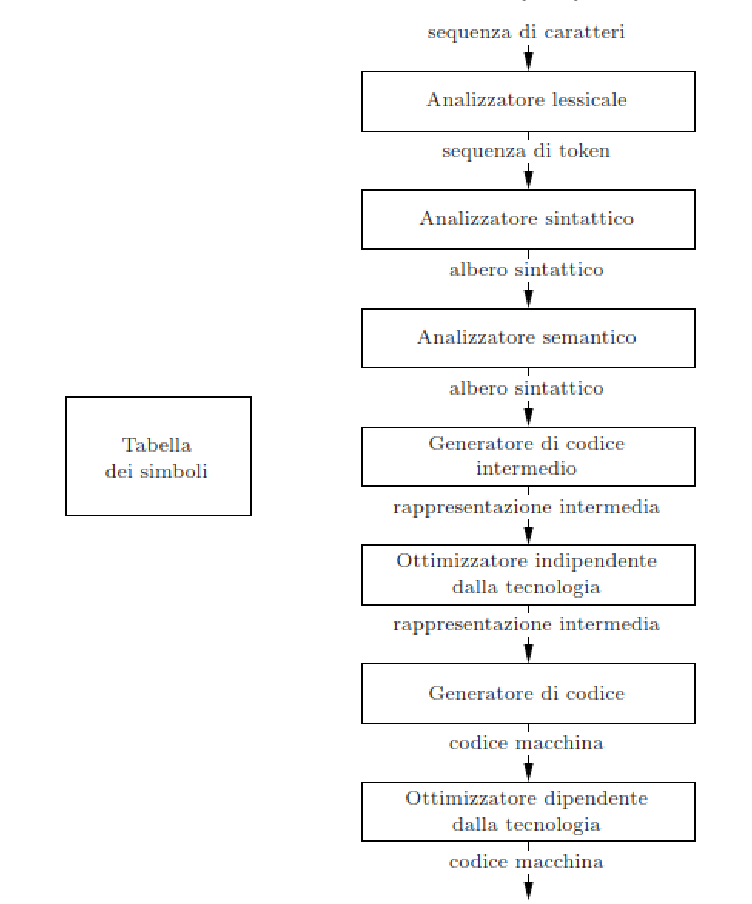 sequenza di caratteri
Analizzatore lessicale
sequenza di token
Analizzatore sintattico
albero sintattico
Analizzatore semantico
albero sintattico
Tabella
dei simboli
Generatore di codice
intermedio
rappresentazione intermedia
Ottimizzatore indipendente
dalla tecnologia
rappresentazione intermedia
Generatore di codice
codice macchina
Ottimizzatore dipendente
dalla tecnologia
codice macchina